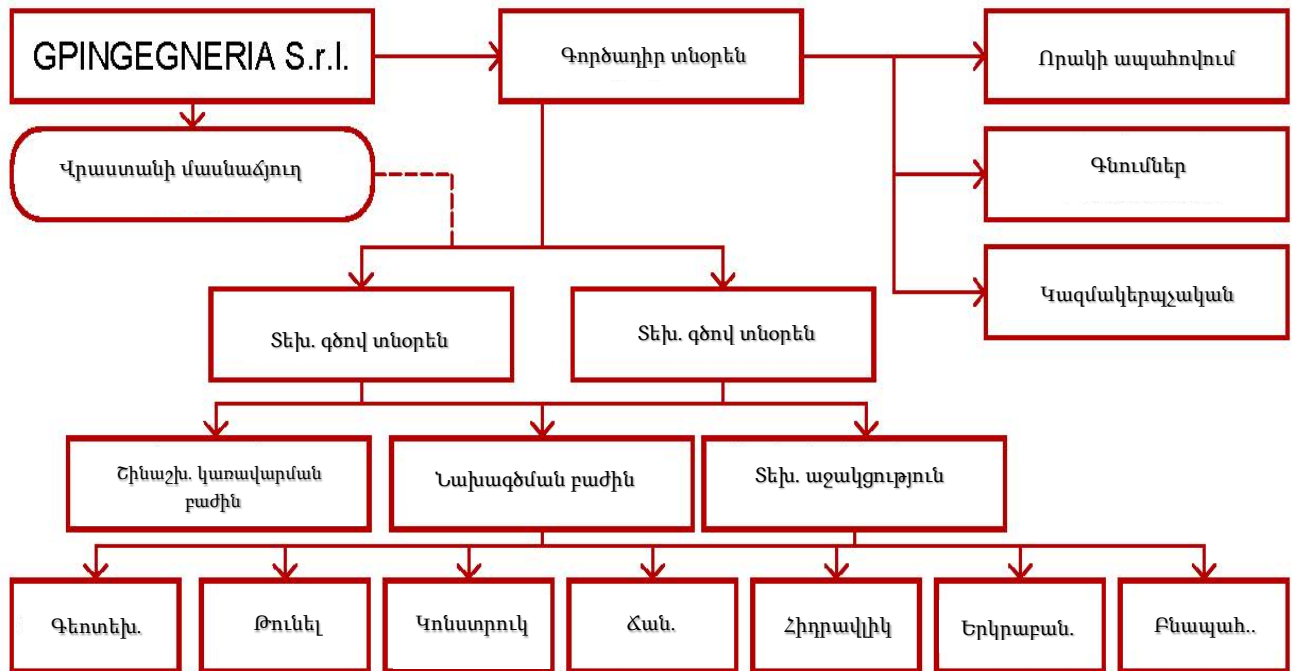 GPINGEGNERIA S.r.l.
Գործադիր տնօրեն
Որակի ապահովում
Վրաստանի մասնաճյուղ
Գնումներ
Կազմակերպչական
Տեխ. գծով տնօրեն
Տեխ. գծով տնօրեն
Շինաշխ. կառավարման
բաժին
Նախագծման բաժին
Տեխ. աջակցություն
Գեոտեխ.
Թունել
Կոնստրուկ
Ճան.
Հիդրավլիկ
Երկրաբան.
Բնապահ..